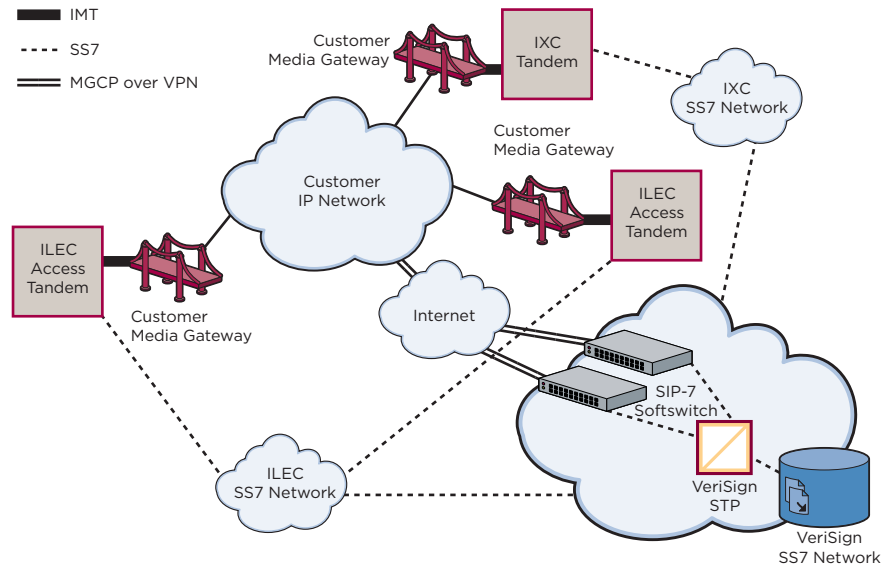 IMT
SS7
MGCP over VPN
Customer
Media Gateway
IXC
Tandem
IXC
SS7 Network
Customer
Media Gateway
Customer
IP Network
ILEC
Access
Tandem
ILEC
Access
Tandem
Customer
Media Gateway
Internet
SIP-7
Softswitch
ILEC
SS7 Network
VeriSign
STP
VeriSign
SS7 Network